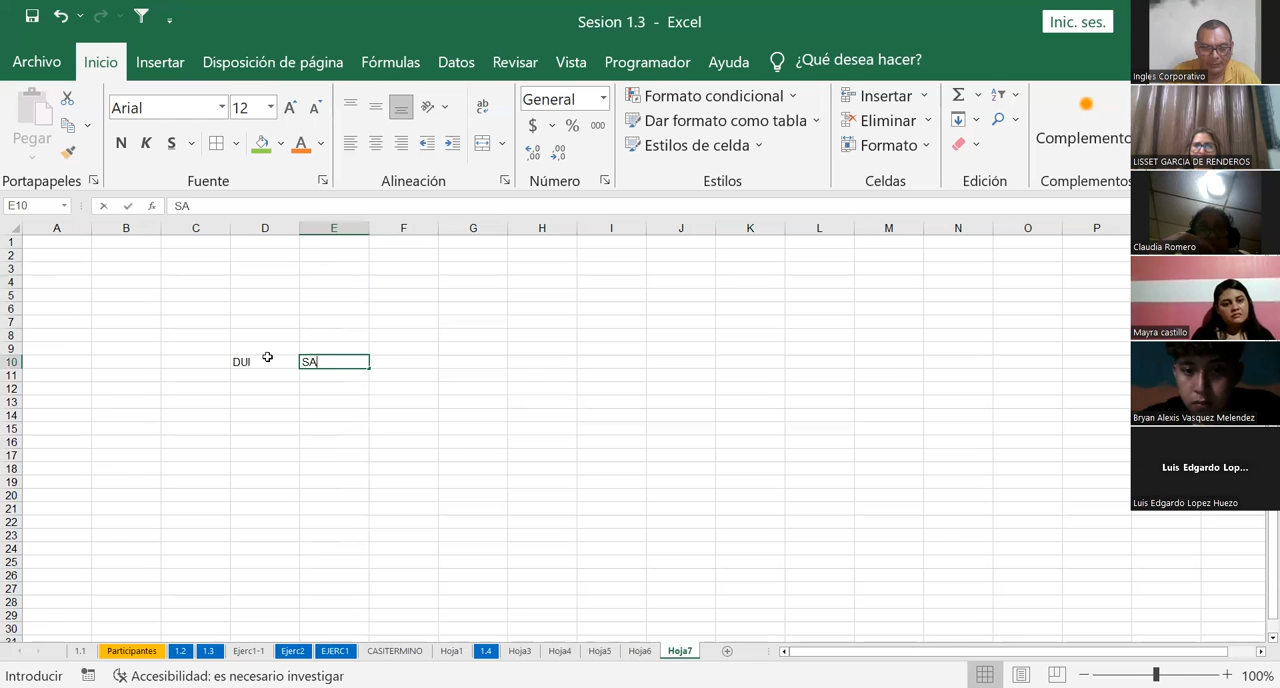 Sesion 1.3 - Excel
Inic. ses.
Archivo Inicio Insertar Disposición de página Fórmulas Datos Revisar Vista Programador Ayuda ¿Qué desea hacer?
Pegar
Arial 12
N K S
General
$ % 000
Formato condicional
Dar formato como tabla
Estilos de celda
Insertar
Eliminar
Formato
Complemento
Portapapeles Fuente Alineación Número Estilos Celdas Edición Complementos
E10 fx SA
A B C D E F G H I J K L M N O P
1
2
3
4
5
6
7
8
9
10 DUI SA
11
12
13
14
15
16
17
18
19
20
21
22
23
24
25
26
27
28
29
30
31
1.1 Participantes 1.2 1.3 Ejerc1-1 Ejerc2 EJERC1 CASITERMINO Hoja1 1.4 Hoja3 Hoja4 Hoja5 Hoja6 Hoja7
Introducir Accesibilidad: es necesario investigar 100%
Ingles Corporativo
LISSET GARCIA DE RENDEROS
Claudia Romero
Mayra castillo
Bryan Alexis Vasquez Melendez
Luis Edgardo Lop...
Luis Edgardo Lopez Huezo